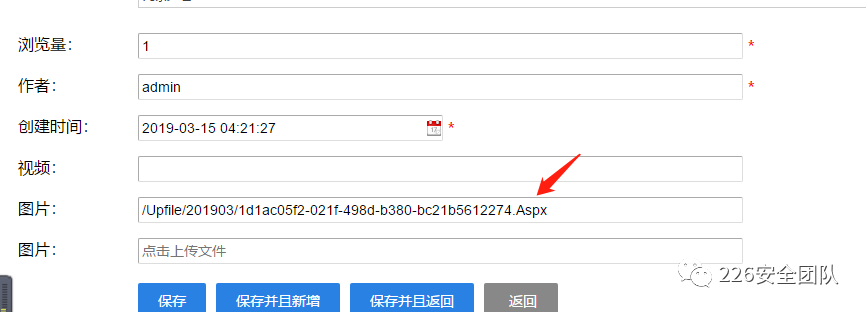 浏览量：
1 *
作者：
admin *
创建时间：
2019-03-15 04:21:27 *
视频：
图片：
/Upfile/201903/1d1ac05f2-021f-498d-b380-bc21b5612274.Aspx
图片：
点击上传文件
226安全团队
保存 保存并且新增 保存并且返回 返回